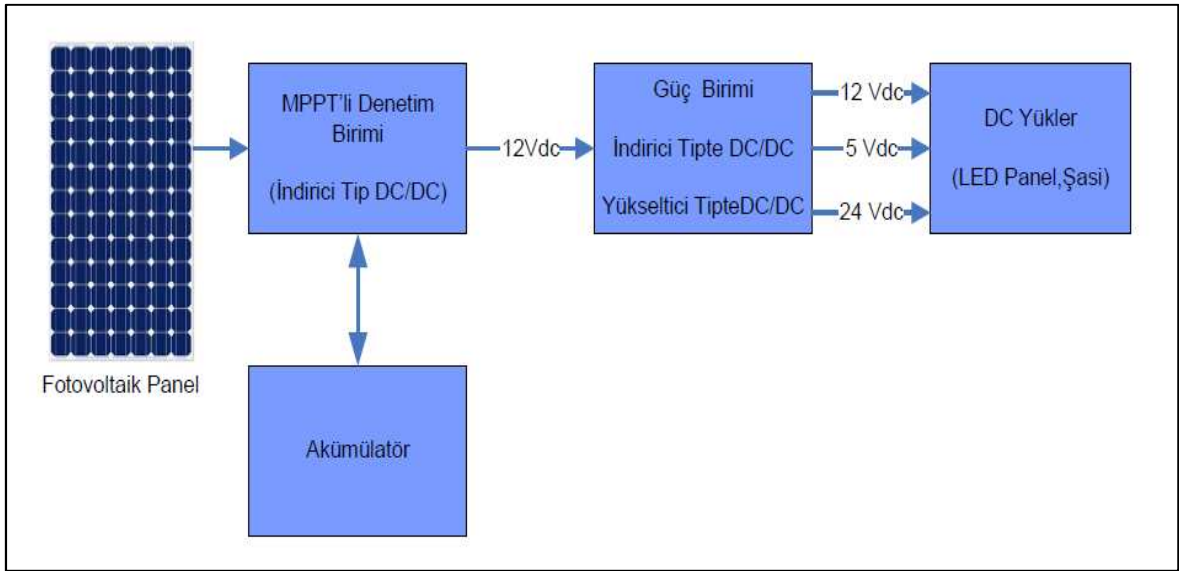 MPPT'li Denetim
Birimi
(İndirici Tip DC/DC)
12Vdc
Güç Birimi
İndirici Tipte DC/DC
Yükseltici TipteDC/DC
12 Vdc
5 Vdc
24 Vdc
DC Yükler
(LED Panel,Şasi)
Fotovoltaik Panel
Akümülatör